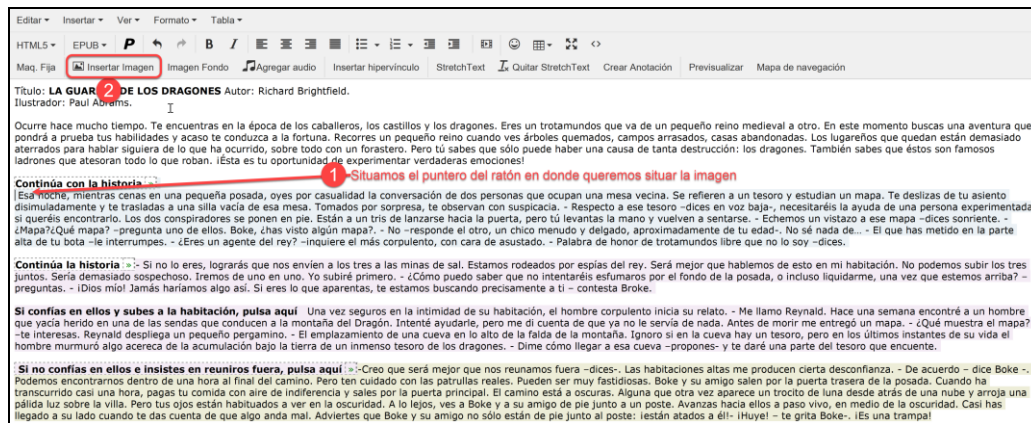 Editar Insertar Ver Formato Tabla
HTML5 EPUB P B I
Maq. Fija Insertar Imagen Imagen Fondo Agregar audio Insertar hipervínculo StretchText Quitar StretchText Crear Anotación Previsualizar Mapa de navegación
2
Título: LA GUAR DE LOS DRAGONES Autor: Richard Brightfield.
Ilustrador: Paul Abrams.
Ocurre hace mucho tiempo. Te encuentras en la época de los caballeros, los castillos y los dragones. Eres un trotamundos que va de un pequeño reino medieval a otro. En este momento buscas una aventura que
pondrá a prueba tus habilidades y acaso te conduzca a la fortuna. Recorres un pequeño reino cuando ves árboles quemados, campos arrasados, casas abandonadas. Los lugareños que quedan están demasiado
aterrados para hablar siquiera de lo que ha ocurrido, sobre todo con un forastero. Pero tú sabes que sólo puede haber una causa de tanta destrucción: los dragones. También sabes que éstos son famosos
ladrones que atesoran todo lo que roban. ¡Ésta es tu oportunidad de experimentar verdaderas emociones!
1 Situamos el puntero del ratón en donde queremos situar la imagen
Continúa con la historia »
Esa noche, mientras cenas en una pequeña posada, oyes por casualidad la conversación de dos personas que ocupan una mesa vecina. Se refieren a un tesoro y estudian un mapa. Te deslizas de tu asiento
disimuladamente y te trasladas a una silla vacía de esa mesa. Tomados por sorpresa, te observan con suspicacia. - Respecto a ese tesoro –dices en voz baja-, necesitaréis la ayuda de una persona experimentada
si queréis encontrarlo. Los dos conspiradores se ponen en pie. Están a un tris de lanzarse hacia la puerta, pero tú levantas la mano y vuelven a sentarse. - Echemos un vistazo a ese mapa –dices sonriente. -
¿Mapa?¿Qué mapa? –pregunta uno de ellos. Boke, ¿has visto algún mapa?. - No –responde el otro, un chico menudo y delgado, aproximadamente de tu edad-. No sé nada de... - El que has metido en la parte
alta de tu bota –le interrumpes. - ¿Eres un agente del rey? –inquiere el más corpulento, con cara de asustado. - Palabra de honor de trotamundos libre que no lo soy –dices.
Continúa la historia »- Si no lo eres, lograrás que nos envíen a los tres a las minas de sal. Estamos rodeados por espías del rey. Será mejor que hablemos de esto en mi habitación. No podemos subir los tres
juntos. Sería demasiado sospechoso. Iremos de uno en uno. Yo subiré primero. - ¿Cómo puedo saber que no intentaréis esfumaros por el fondo de la posada, o incluso liquidarme, una vez que estemos arriba? –
preguntas. - ¡Dios mío! Jamás haríamos algo así. Si eres lo que aparentas, te estamos buscando precisamente a ti – contesta Broke.
Si confías en ellos y subes a la habitación, pulsa aquí Una vez seguros en la intimidad de su habitación, el hombre corpulento inicia su relato. - Me llamo Reynald. Hace una semana encontré a un hombre
que yacía herido en una de las sendas que conducen a la montaña del Dragón. Intenté ayudarle, pero me di cuenta de que ya no le servía de nada. Antes de morir me entregó un mapa. - ¿Qué muestra el mapa?
–te interesas. Reynald despliega un pequeño pergamino. - El emplazamiento de una cueva en lo alto de la falda de la montaña. Ignoro si en la cueva hay un tesoro, pero en los últimos instantes de su vida el
hombre murmuró algo acereca de la acumulación bajo la tierra de un inmenso tesoro de los dragones. - Dime cómo llegar a esa cueva –propones- y te daré una parte del tesoro que encuente.
Si no confías en ellos e insistes en reuniros fuera, pulsa aquí »-Creo que será mejor que nos reunamos fuera –dices-. Las habitaciones altas me producen cierta desconfianza. - De acuerdo – dice Boke -.
Podemos encontrarnos dentro de una hora al final del camino. Pero ten cuidado con las patrullas reales. Pueden ser muy fastidiosas. Boke y su amigo salen por la puerta trasera de la posada. Cuando ha
transcurrido casi una hora, pagas tu comida con aire de indiferencia y sales por la puerta principal. El camino está a oscuras. Alguna que otra vez aparece un trocito de luna desde atrás de una nube y arroja una
pálida luz sobre la villa. Pero tus ojos están habituados a ver en la oscuridad. A lo lejos, ves a Boke y a su amigo de pie junto a un poste. Avanzas hacia ellos a paso vivo, en medio de la oscuridad. Casi has
llegado a su lado cuando te das cuenta de que algo anda mal. Adviertes que Boke y su amigo no sólo están de pie junto al poste: ¡están atados a él!- ¡Huye! – te grita Boke-. ¡Es una trampa!